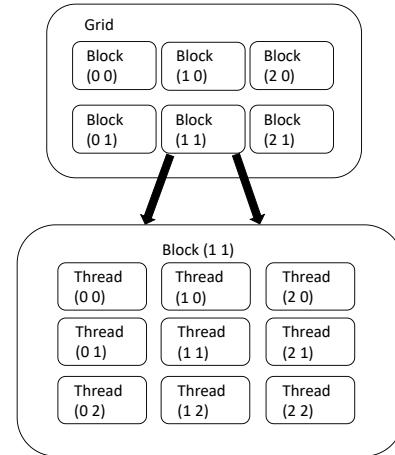 Grid
Block
(0 0)
Block
(1 0)
Block
(2 0)
Block
(0 1)
Block
(1 1)
Block
(2 1)
Block (1 1)
Thread
(0 0)
Thread
(1 0)
Thread
(2 0)
Thread
(0 1)
Thread
(1 1)
Thread
(2 1)
Thread
(0 2)
Thread
(1 2)
Thread
(2 2)